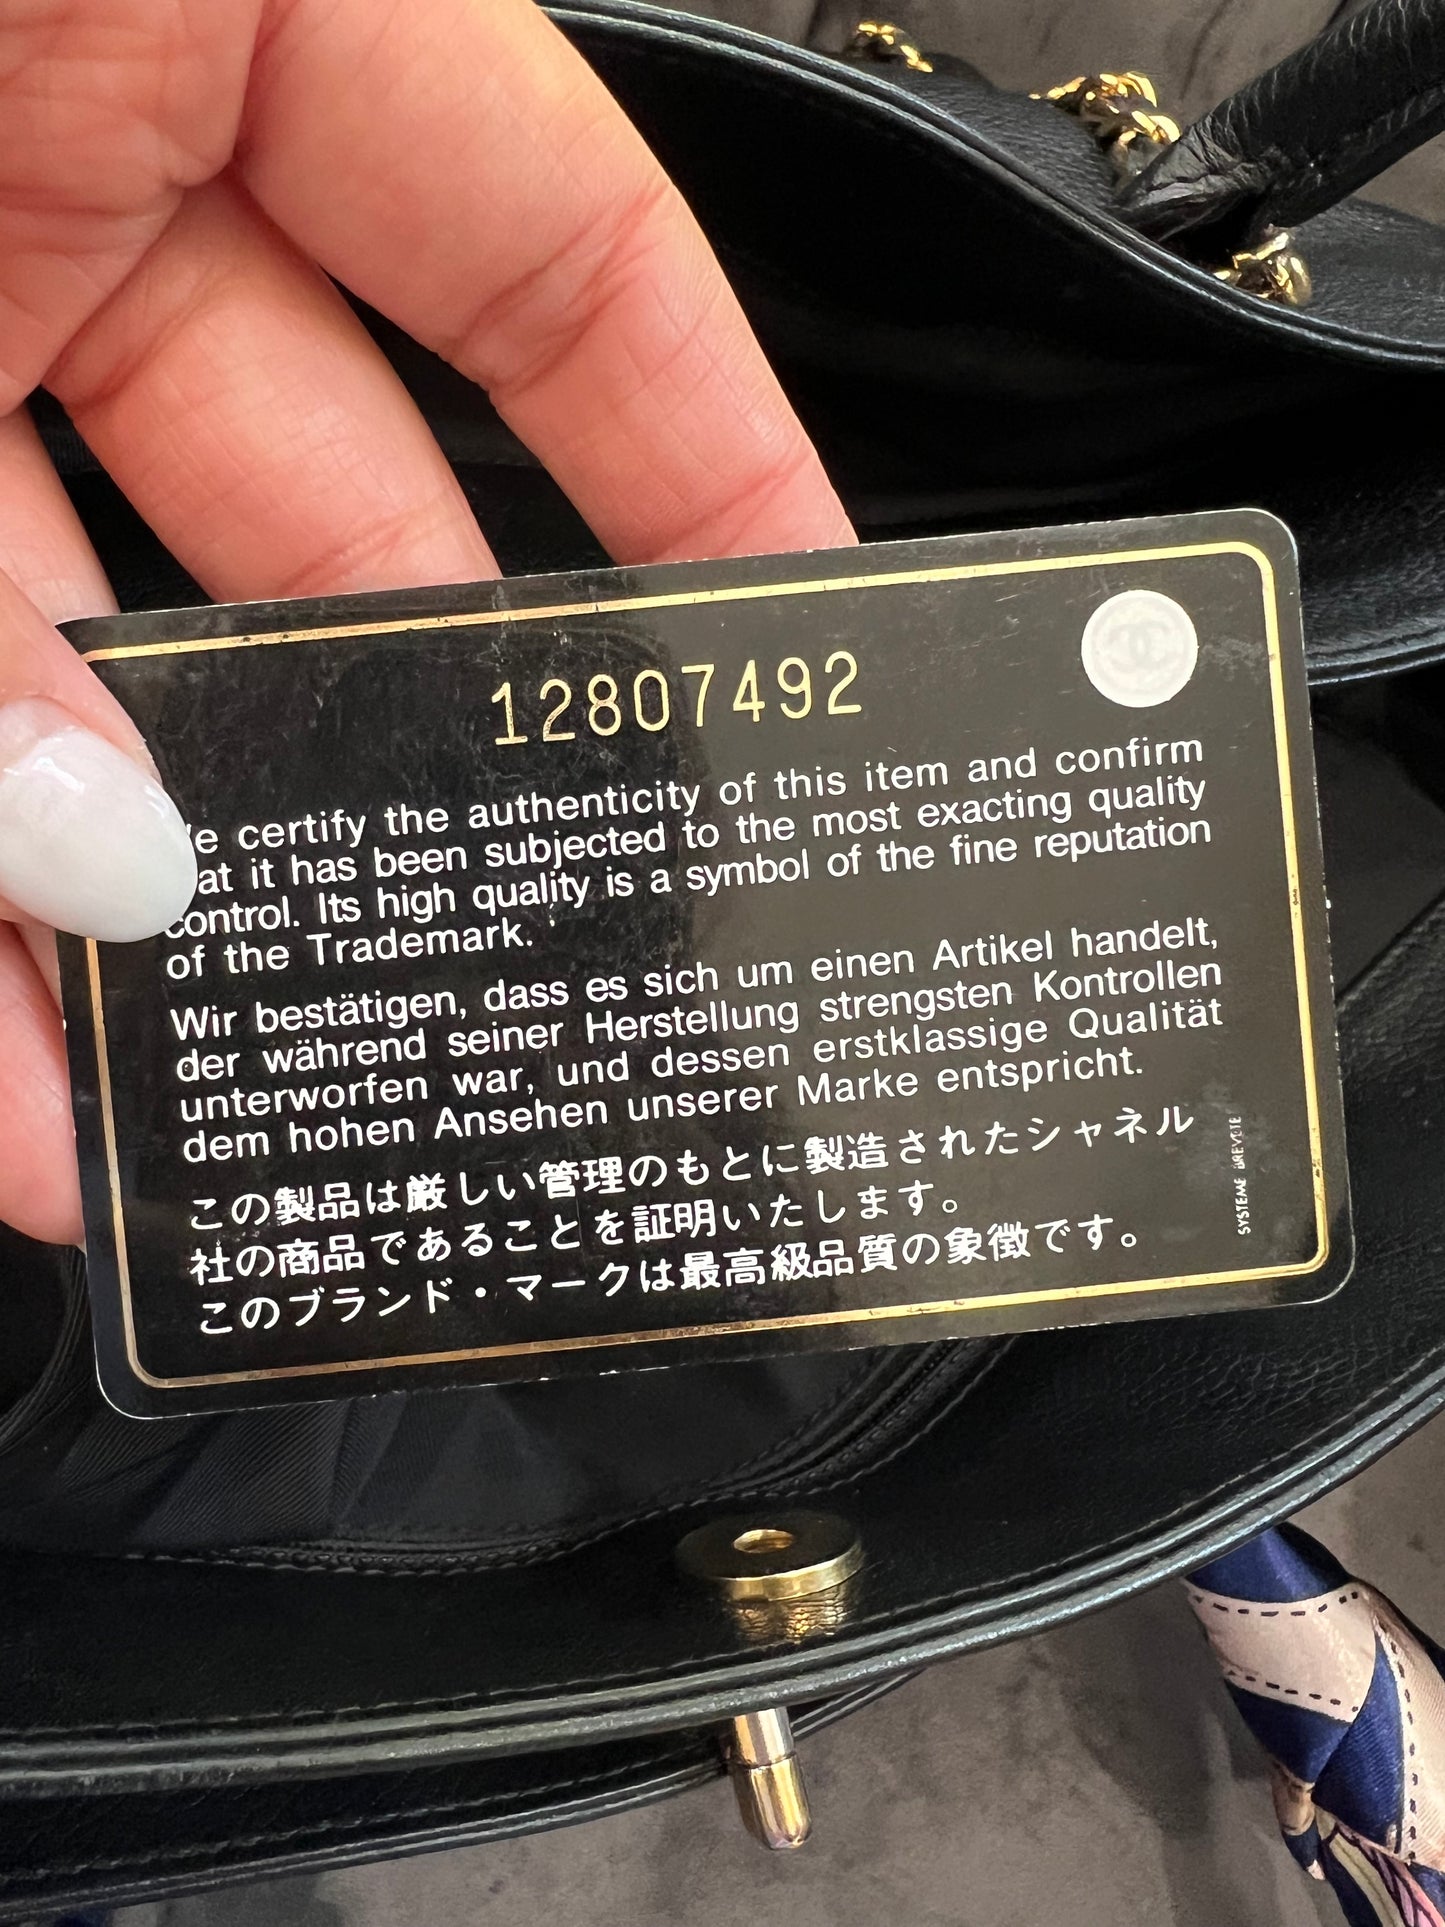 12807492
certify the authenticity of this item and confirm
it has been subjected to the most exacting quality
control. Its high quality is a symbol of the fine reputation
of the Trademark.
Wir bestätigen, dass es sich um einen Artikel handelt,
der während seiner Herstellung strengsten Kontrollen
unterworfen war, und dessen erstklassige Qualität
dem hohen Ansehen unserer Marke entspricht.
この製品は厳しい管理のもとに製造されたシャネル
社の商品であることを証明いたします。
このブランド・マークは最高級品質の象徴です。
SYSTEME BREVETE